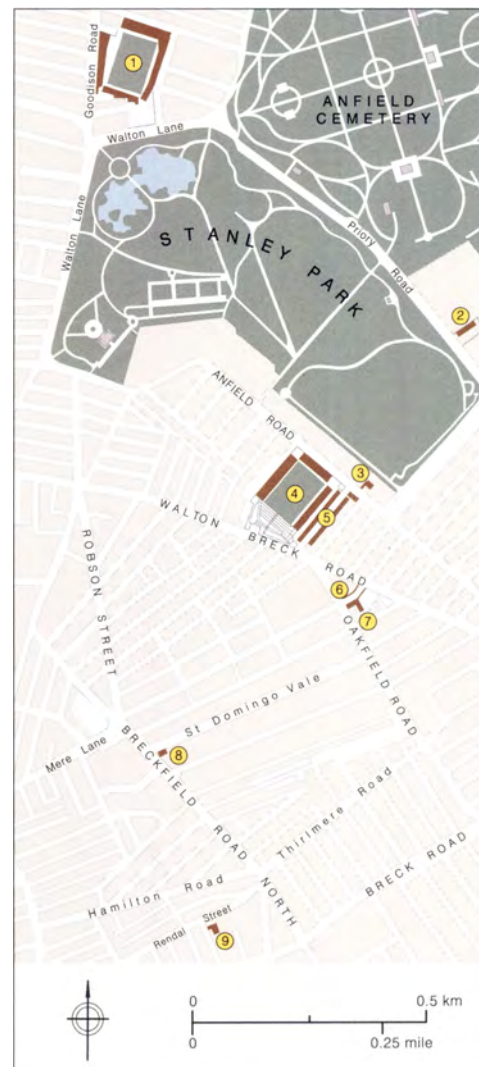 Goodison Road
1
ANFIELD
CEMETERY
Walton Lane
Walton Lane
STANLEY PARK
Priory Road
2
ANFIELD ROAD
3
4
5
WALTON BRECK ROAD
ROBSON STREET
6
7
OAKFIELD ROAD
St Domingo Vale
Mere Lane
8
BRECKFIELD ROAD NORTH
Thirlmere Road
BRECK ROAD
Hamilton Road
Rendal Street
9
0 0.5 km
0 0.25 mile